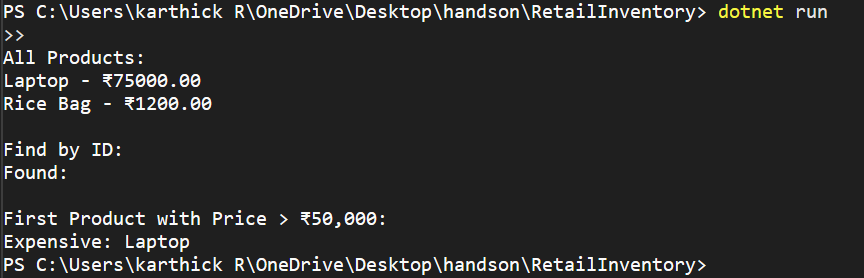 PS C:\Users\karthick R\OneDrive\Desktop\handson\RetailInventory> dotnet run
>>
All Products:
Laptop - ₹75000.00
Rice Bag - ₹1200.00
Find by ID:
Found:
First Product with Price > ₹50,000:
Expensive: Laptop
PS C:\Users\karthick R\OneDrive\Desktop\handson\RetailInventory>